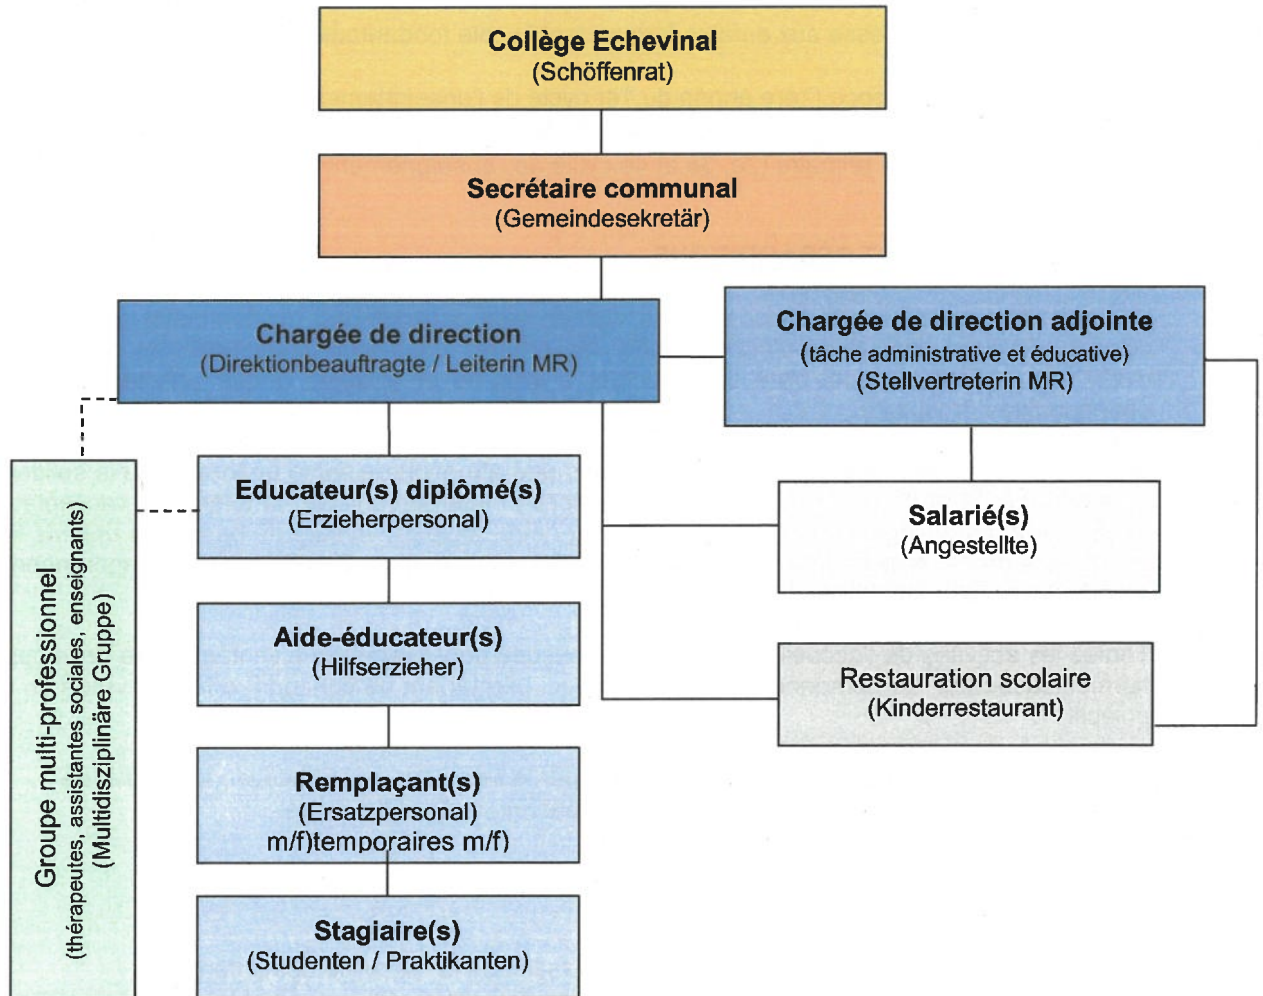 Collège Echevinal
(Schöffenrat)
Secrétaire communal
(Gemeindesekretär)
Chargée de direction
(Direktionbeauftragte / Leiterin MR)
Chargée de direction adjointe
(tâche administrative et éducative)
(Stellvertreterin MR)
Educateur(s) diplômé(s)
(Erzieherpersonal)
Salarié(s)
(Angestellte)
Aide-éducateur(s)
(Hilfserzieher)
Restauration scolaire
(Kinderrestaurant)
Remplaçant(s)
(Ersatzpersonal)
m/f)temporaires m/f)
Stagiaire(s)
(Studenten / Praktikanten)
Groupe multi-professionnel
(thérapeutes, assistantes sociales, enseignants)
(Multidisziplinäre Gruppe)